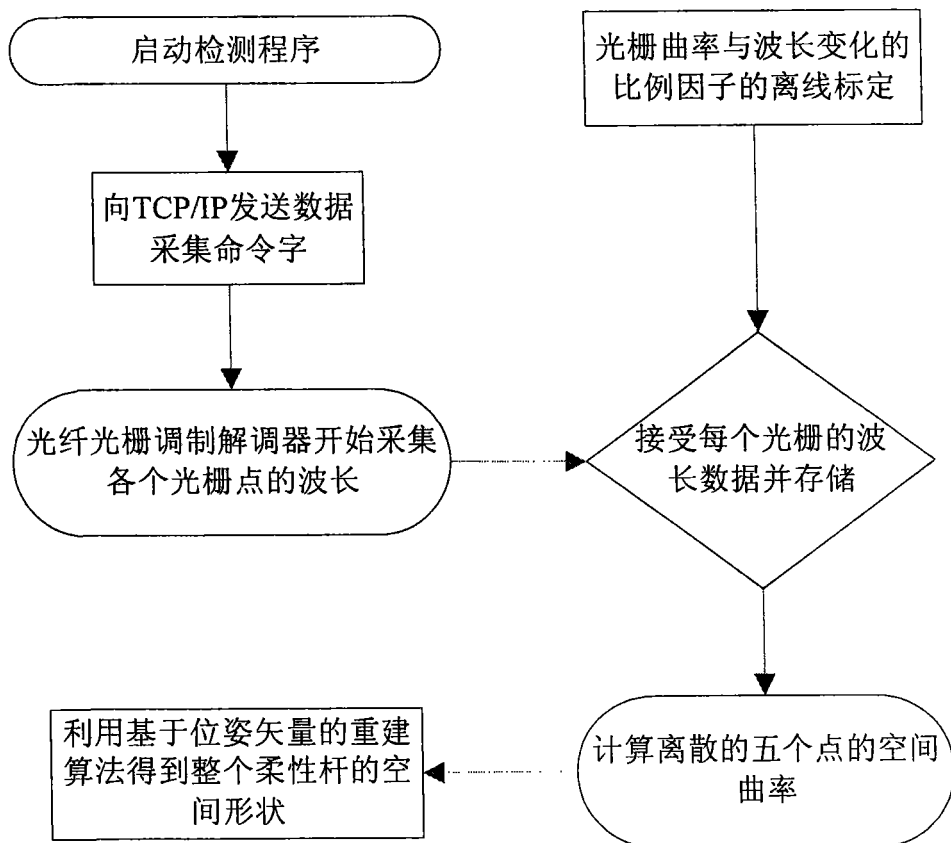 启动检测程序
向TCP/IP发送数据
采集命令字
光纤光栅调制解调器开始采集
各个光栅点的波长
光栅曲率与波长变化的
比例因子的离线标定
接受每个光栅的波
长数据并存储
计算离散的五个点的空间
曲率
利用基于位姿矢量的重建
算法得到整个柔性杆的空
间形状